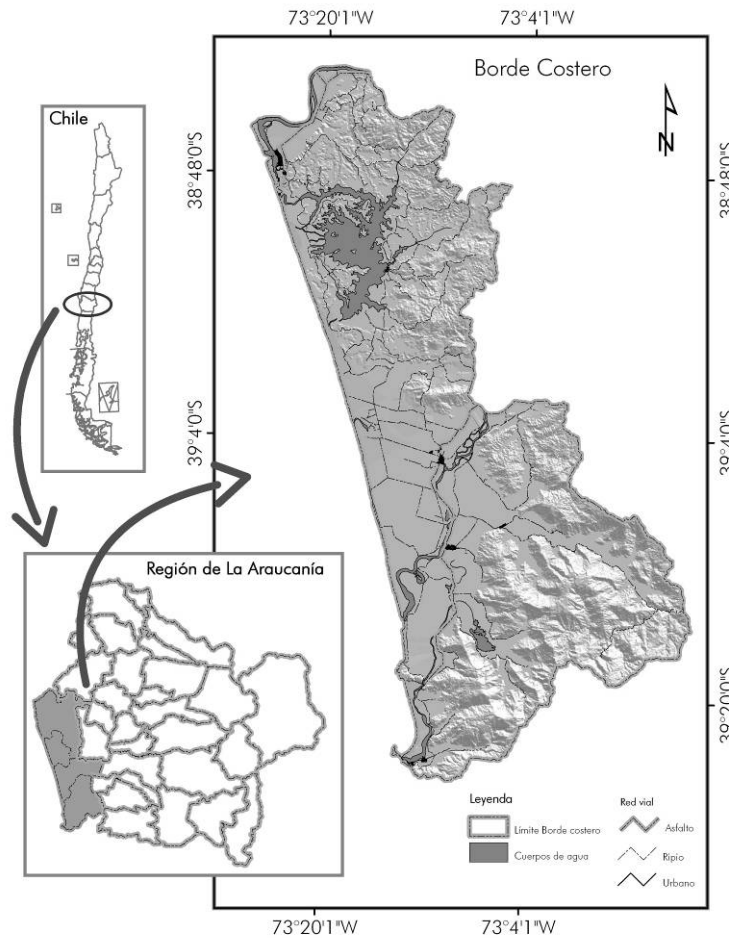 73°20'1"W
73°4'1"W
Borde Costero
N
Chile
38°48'0"S
38°48'0"S
39°4'0"S
39°4'0"S
Región de La Araucanía
39°20'0"S
Leyenda
Límite Borde costero
Cuerpos de agua
Red vial
Asfalto
Ripio
Urbano
73°20'1"W
73°4'1"W